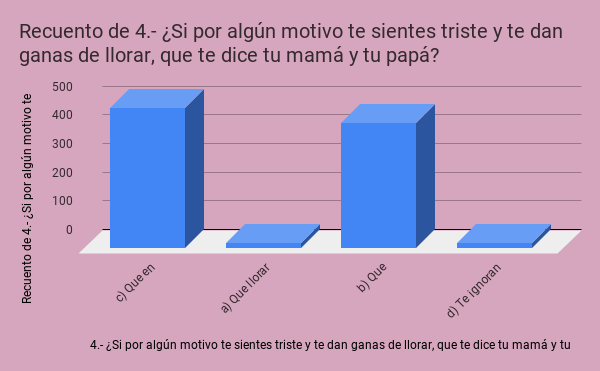 Recuento de 4.- ¿Si por algún motivo te sientes triste y te dan
ganas de llorar, que te dice tu mamá y tu papá?
Recuento de 4.- ¿Si por algún motivo te
500
400
300
200
100
0
c) Que en
a) Que llorar
b) Que
d) Te ignoran
4.- ¿Si por algún motivo te sientes triste y te dan ganas de llorar, que te dice tu mamá y tu